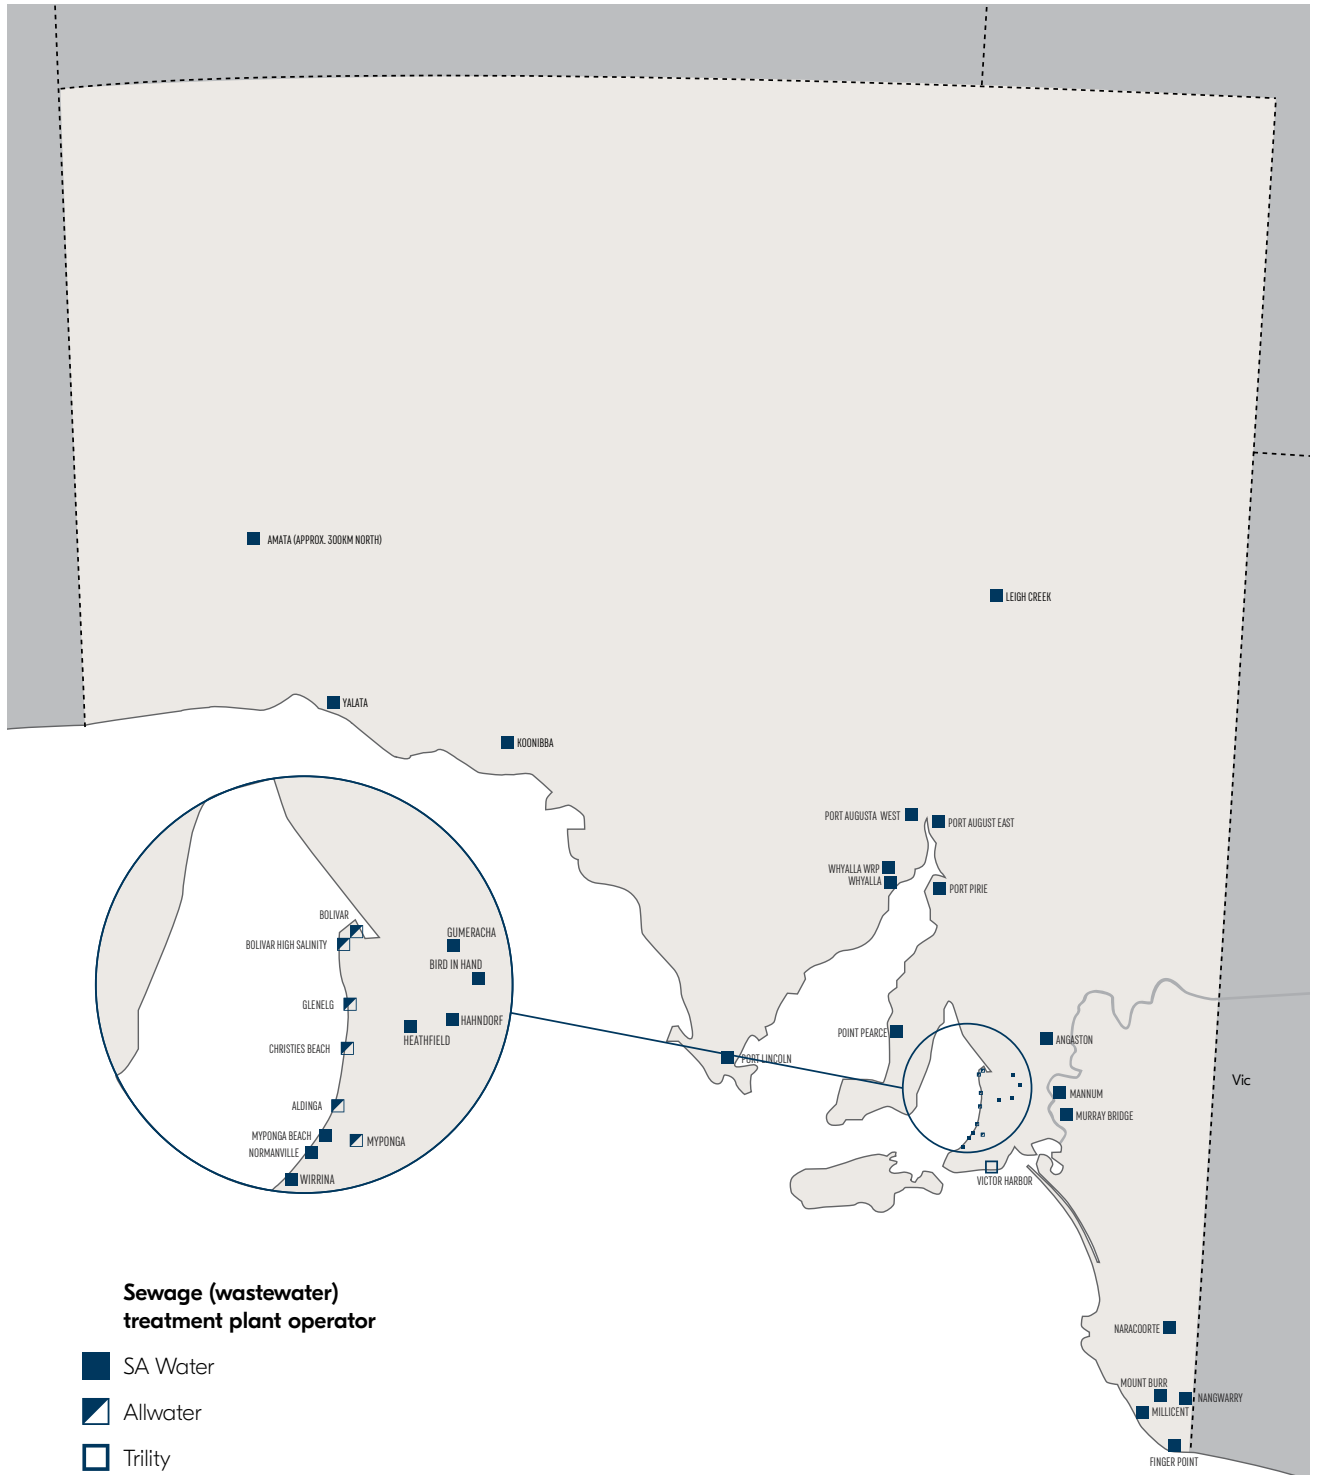 AMATA (APPROX. 300KM NORTH)
LEIGH CREEK
YALATA
KOONIBBA
PORT AUGUSTA WEST
PORT AUGUST EAST
WHYALLA WRP
WHYALLA
PORT PIRIE
BOLIVAR
GUMERACHA
BOLIVAR HIGH SALINITY
BIRD IN HAND
GLENELG
HAHNDORF
HEATHFIELD
CHRISTIES BEACH
ALDINGA
MYPONGA BEACH
MYPONGA
NORMANVILLE
WIRRINA
POINT PEARCE
ANGASTON
PORT LINCOLN
Vic
MANNUM
MURRAY BRIDGE
VICTOR HARBOR
NARACOORTE
MOUNT BURR
NANGWARRY
MILLICENT
FINGER POINT
Sewage (wastewater)
treatment plant operator
SA Water
Allwater
Trility